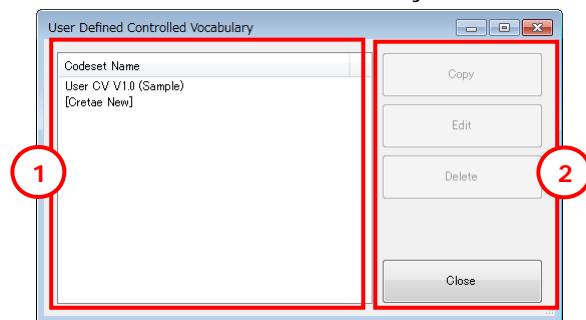 User Defined Controlled Vocabulary
Codeset Name
User CV V1.0 (Sample)
[Cretae New]
Copy
Edit
Delete
Close
1
2